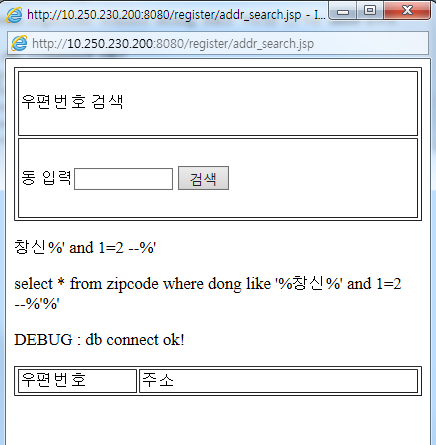 http://10.250.230.200:8080/register/addr_search.jsp - I...
http://10.250.230.200:8080/register/addr_search.jsp
우편번호 검색
동 입력 검색
창신%' and 1=2 --%'
select * from zipcode where dong like '%창신%' and 1=2
--%'%'
DEBUG : db connect ok!
우편번호 주소